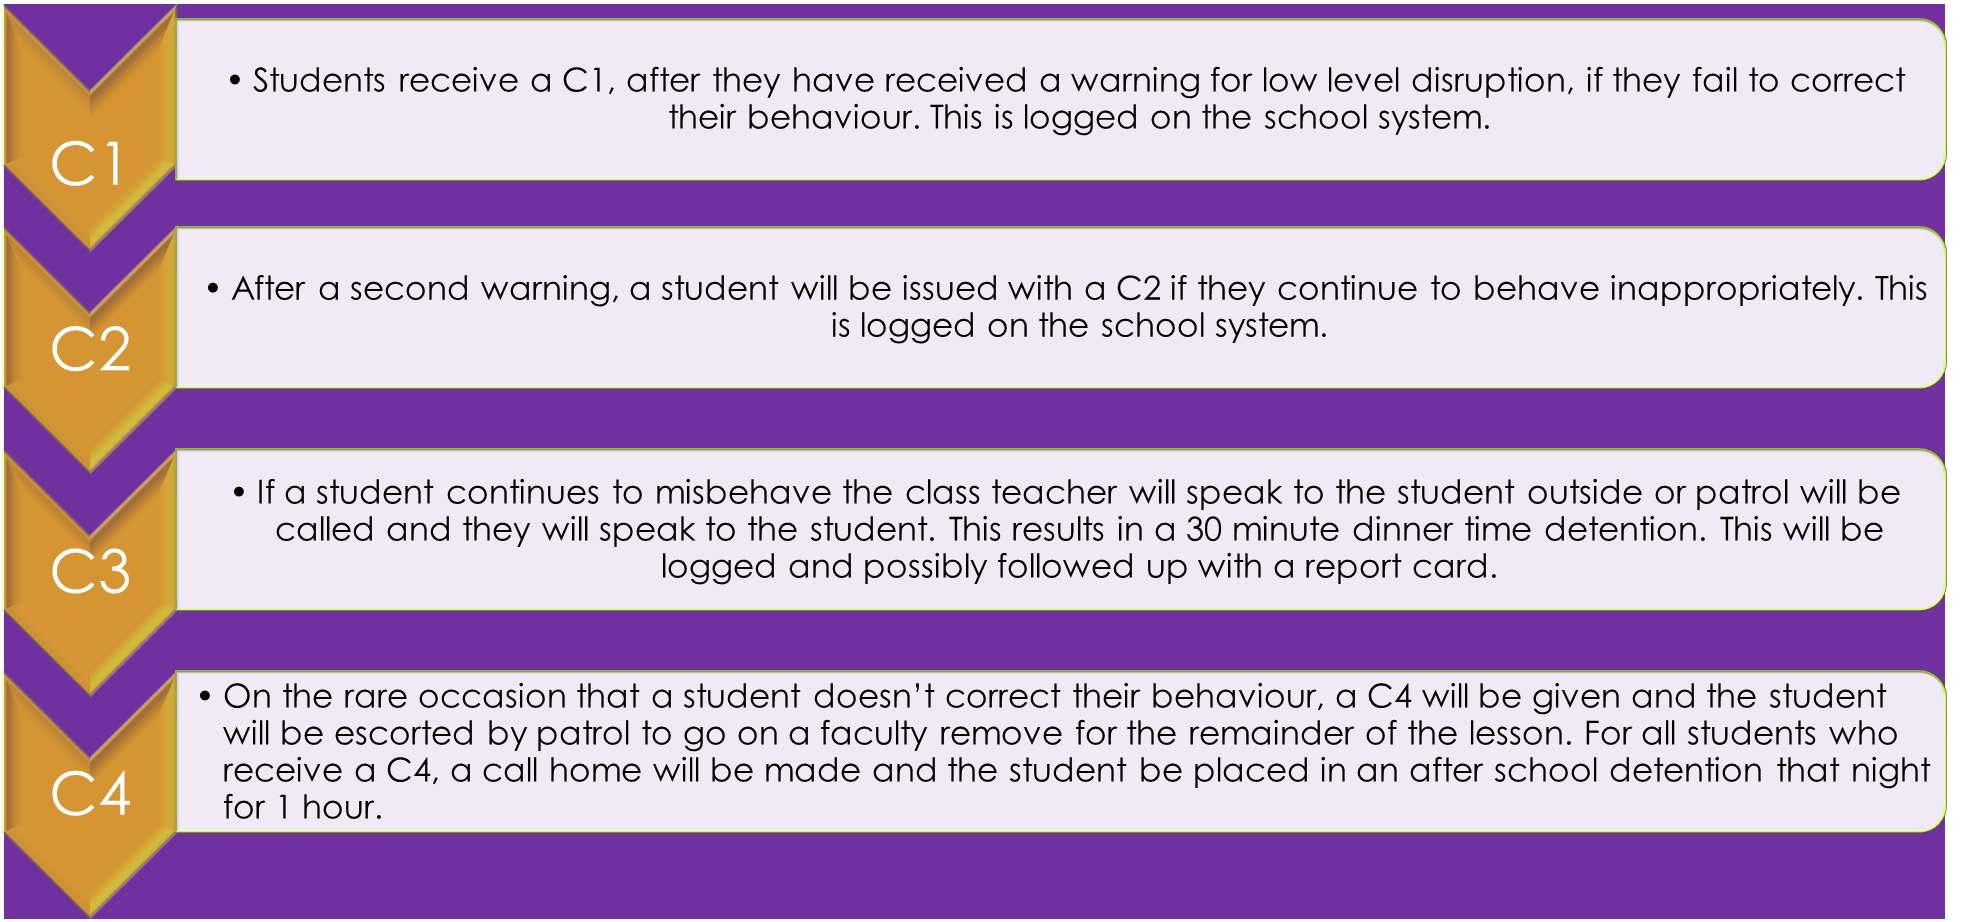 C1
• Students receive a C1, after they have received a warning for low level disruption, if they fail to correct
their behaviour. This is logged on the school system.
C2
• After a second warning, a student will be issued with a C2 if they continue to behave inappropriately. This
is logged on the school system.
C3
• If a student continues to misbehave the class teacher will speak to the student outside or patrol will be
called and they will speak to the student. This results in a 30 minute dinner time detention. This will be
logged and possibly followed up with a report card.
C4
• On the rare occasion that a student doesn’t correct their behaviour, a C4 will be given and the student
will be escorted by patrol to go on a faculty remove for the remainder of the lesson. For all students who
receive a C4, a call home will be made and the student be placed in an after school detention that night
for 1 hour.